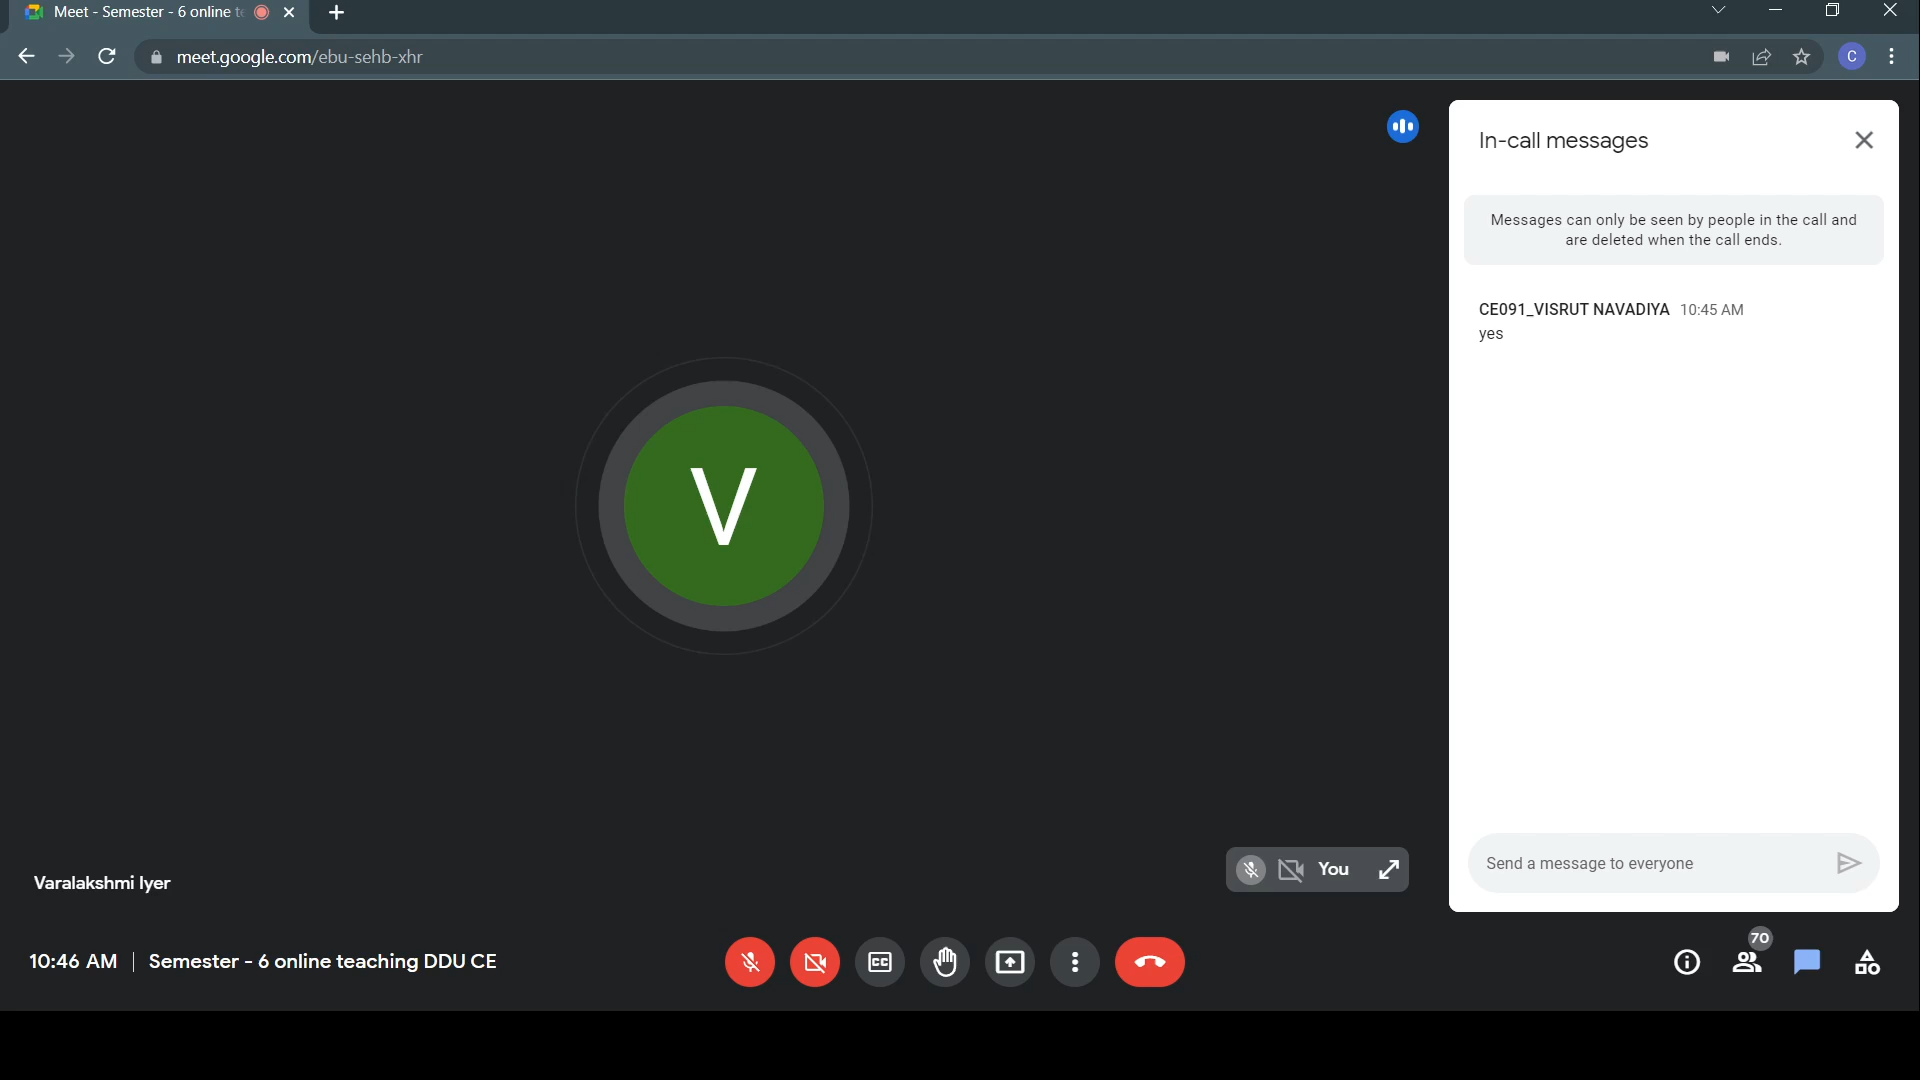 Meet - Semester - 6 online te
meet.google.com/ebu-sehb-xhr
C
In-call messages
Messages can only be seen by people in the call and
are deleted when the call ends.
CE091_VISRUT NAVADIYA 10:45 AM
yes
V
Varalakshmi Iyer
You
Send a message to everyone
10:46 AM | Semester - 6 online teaching DDU CE
CC
70